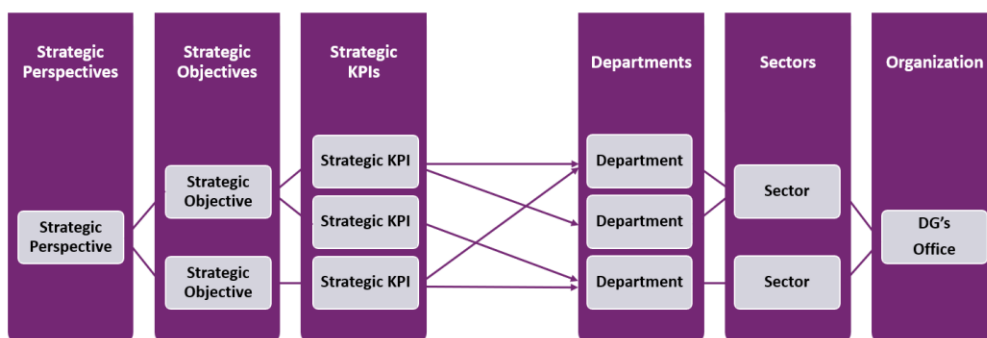 Strategic
Perspectives
Strategic
Objectives
Strategic
KPIs
Departments
Sectors
Organization
Strategic
Perspective
Strategic
Objective
Strategic
Objective
Strategic KPI
Strategic KPI
Strategic KPI
Department
Department
Department
Sector
Sector
DG's
Office